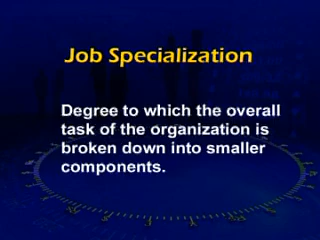 Job Specialization
Degree to which the overall
task of the organization is
broken down into smaller
components.